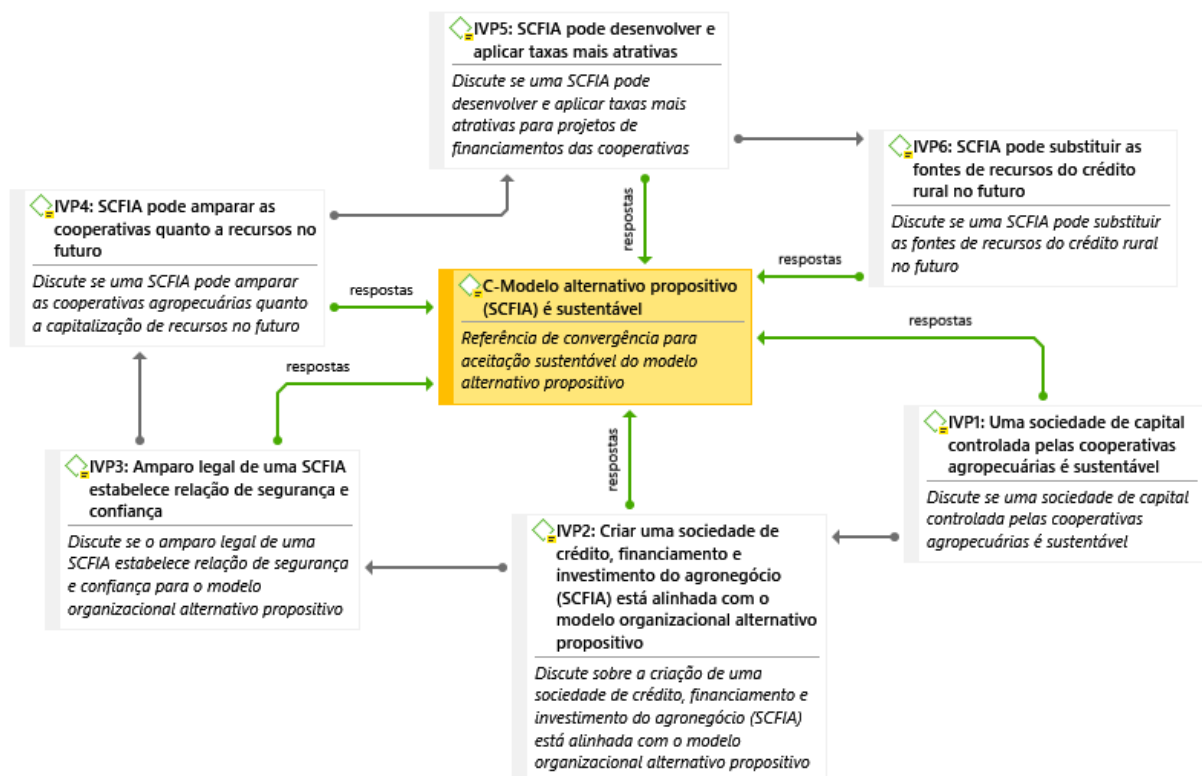 IVP5: SCFIA pode desenvolver e
aplicar taxas mais atrativas
Discute se uma SCFIA pode
desenvolver e aplicar taxas mais
atrativas para projetos de
financiamentos das cooperativas
IVP6: SCFIA pode substituir as
fontes de recursos do crédito
rural no futuro
Discute se uma SCFIA pode substituir
as fontes de recursos do crédito rural
no futuro
IVP4: SCFIA pode amparar as
cooperativas quanto a recursos no
futuro
Discute se uma SCFIA pode amparar
as cooperativas agropecuárias quanto
a capitalização de recursos no futuro
respostas
respostas
respostas
C-Modelo alternativo propositivo
(SCFIA) é sustentável
Referência de convergência para
aceitação sustentável do modelo
alternativo propositivo
respostas
respostas
respostas
IVP1: Uma sociedade de capital
controlada pelas cooperativas
agropecuárias é sustentável
Discute se uma sociedade de capital
controlada pelas cooperativas
agropecuárias é sustentável
IVP3: Amparo legal de uma SCFIA
estabelece relação de segurança e
confiança
Discute se o amparo legal de uma
SCFIA estabelece relação de segurança
e confiança para o modelo
organizacional alternativo propositivo
IVP2: Criar uma sociedade de
crédito, financiamento e
investimento do agronegócio
(SCFIA) está alinhada com o
modelo organizacional alternativo
propositivo
Discute sobre a criação de uma
sociedade de crédito, financiamento e
investimento do agronegócio (SCFIA)
está alinhada com o modelo
organizacional alternativo propositivo